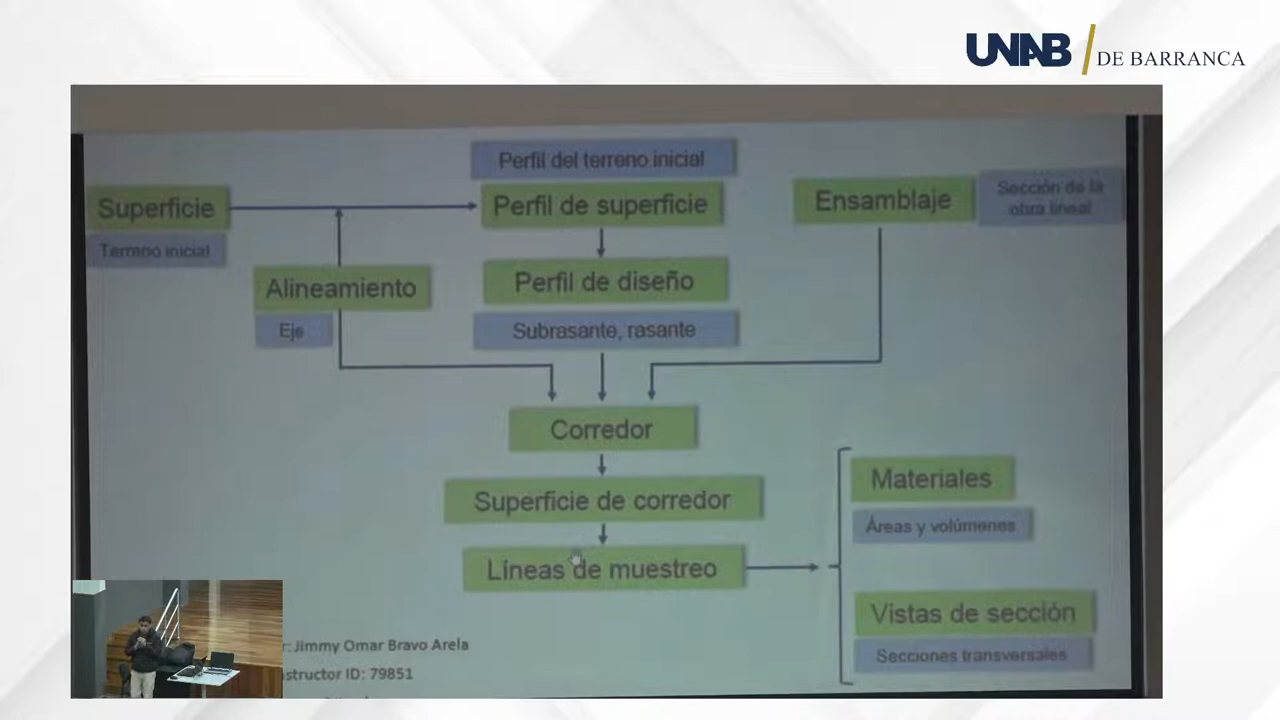 UNAB
DE BARRANCA
Perfil del terreno inicial
Superficie
Perfil de superficie
Ensamblaje
Sección de la
obra lineal
Terreno inicial
Alineamiento
Perfil de diseño
Eje
Subrasante, rasante
Corredor
Superficie de corredor
Materiales
Áreas y volúmenes
Líneas de muestreo
Vistas de sección
Secciones transversales
r: Jimmy Omar Bravo Arela
structor ID: 79851